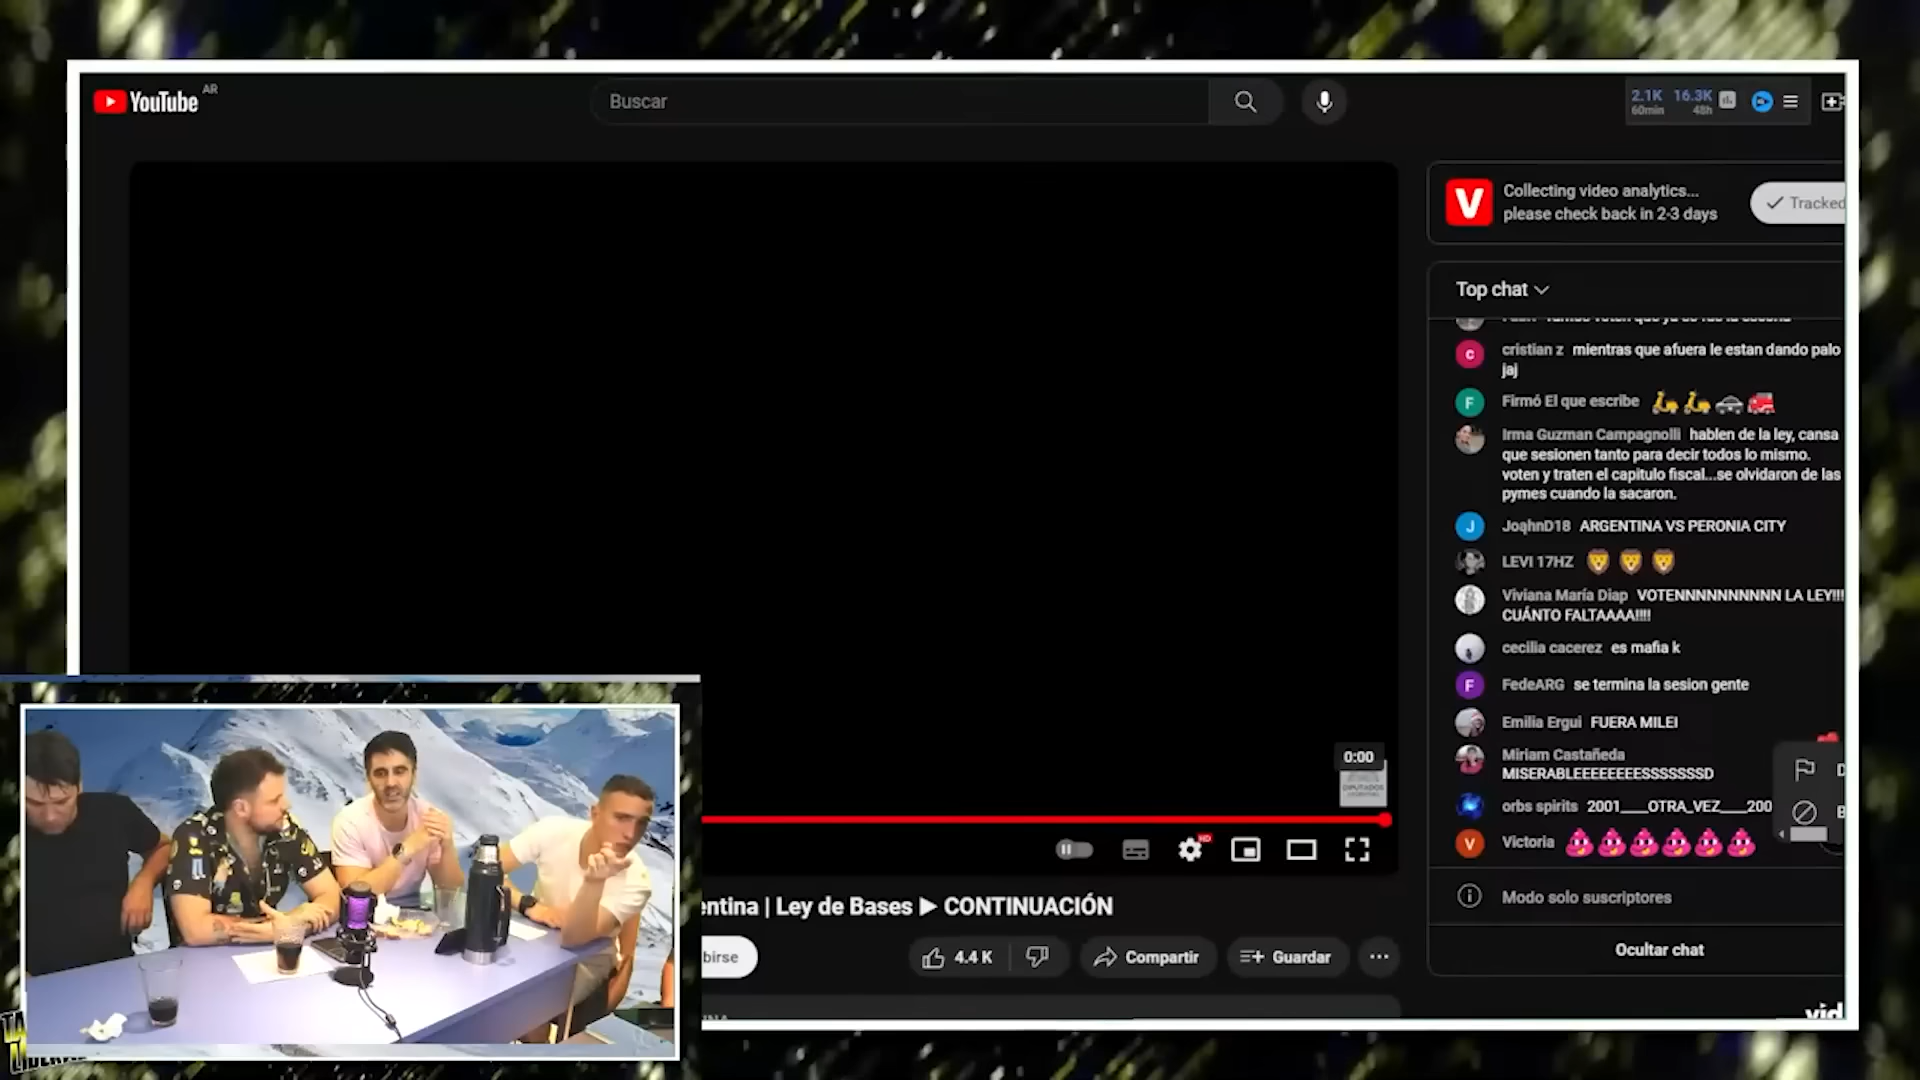 YouTube AR
Buscar
2.1K 16.3K
60min 48h
Collecting video analytics...
please check back in 2-3 days
Tracked
Top chat
cristian z mientras que afuera le estan dando palo
jaj
Firmó El que escribe
Irma Guzman Campagnolli hablen de la ley, cansa
que sesionen tanto para decir todos lo mismo.
voten y traten el capitulo fiscal...se olvidaron de las
pymes cuando la sacaron.
JoąhnD18 ARGENTINA VS PERONIA CITY
LEVI 17HZ
Viviana María Diap VOTENNNNNNNNNN LA LEY!!!
CUÁNTO FALTAAAA!!!!
cecilia cacerez es mafia k
FedeARG se termina la sesion gente
Emilia Ergui FUERA MILEI
Miriam Castañeda
MISERABLEEEEEEEESSSSSSSD
orbs spirits 2001____OTRA_VEZ____200
Victoria
Modo solo suscriptores
Ocultar chat
0:00
DIPUTADOS
HD
entina | Ley de Bases ▶ CONTINUACIÓN
birse
4.4 K
Compartir
Guardar
vid